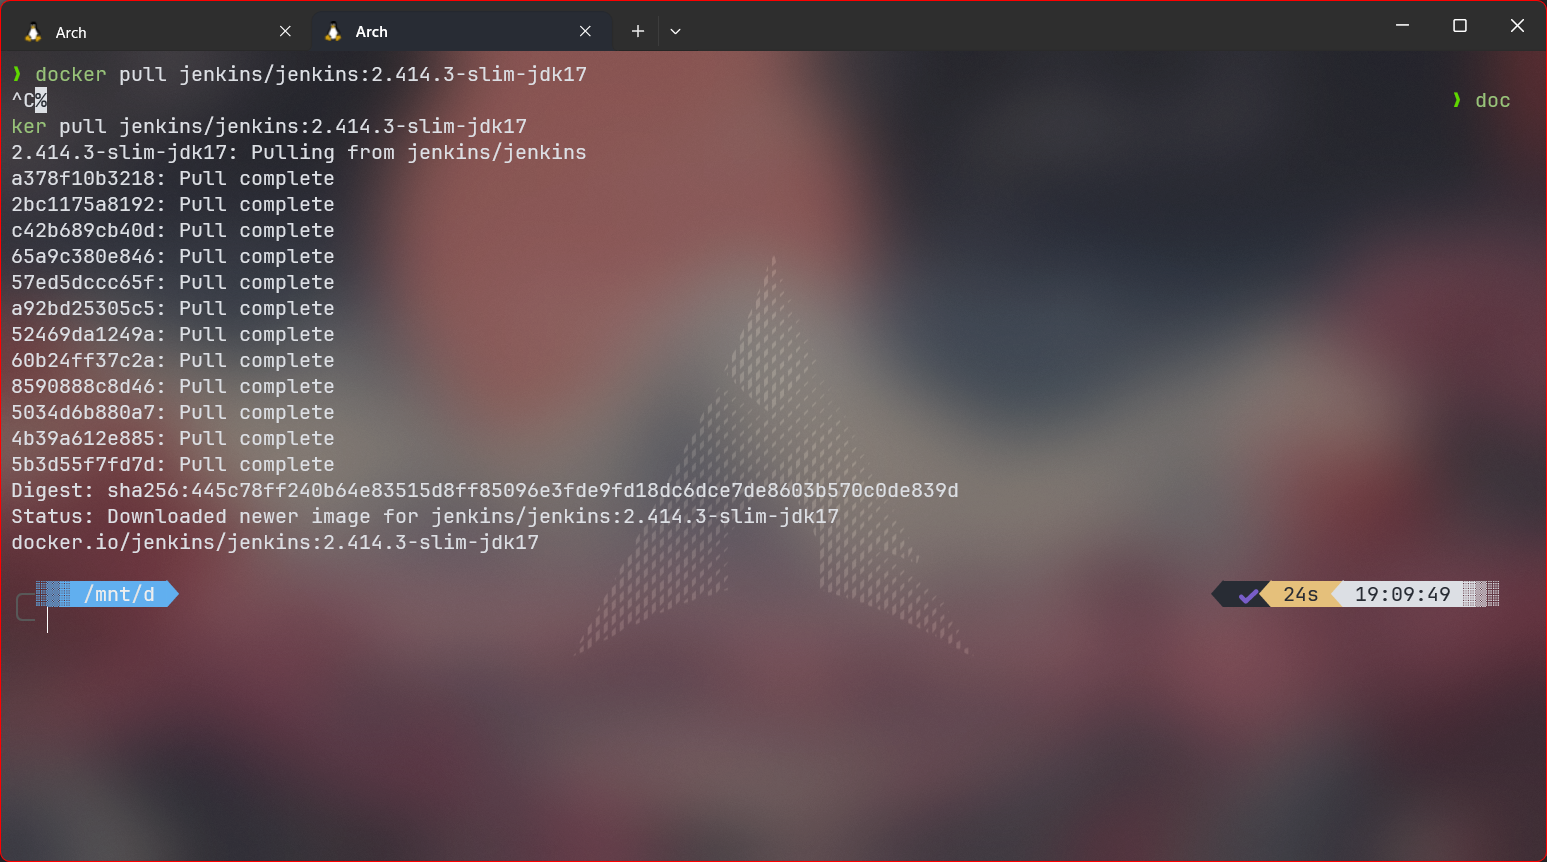 Arch
Arch
❱ docker pull jenkins/jenkins:2.414.3-slim-jdk17
^C% ❱ doc
ker pull jenkins/jenkins:2.414.3-slim-jdk17
2.414.3-slim-jdk17: Pulling from jenkins/jenkins
a378f10b3218: Pull complete
2bc1175a8192: Pull complete
c42b689cb40d: Pull complete
65a9c380e846: Pull complete
57ed5dccc65f: Pull complete
a92bd25305c5: Pull complete
52469da1249a: Pull complete
60b24ff37c2a: Pull complete
8590888c8d46: Pull complete
5034d6b880a7: Pull complete
4b39a612e885: Pull complete
5b3d55f7fd7d: Pull complete
Digest: sha256:445c78ff240b64e83515d8ff85096e3fde9fd18dc6dce7de8603b570c0de839d
Status: Downloaded newer image for jenkins/jenkins:2.414.3-slim-jdk17
docker.io/jenkins/jenkins:2.414.3-slim-jdk17
/mnt/d ✔ 24s 19:09:49